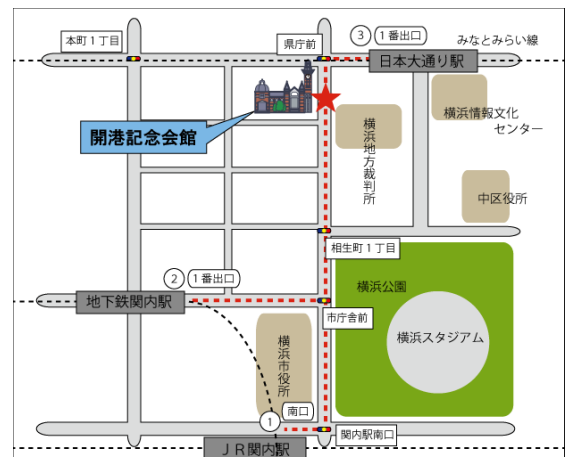 本町１丁目
県庁前
③
１番出口
みなとみらい線
日本大通り駅
開港記念会館
横浜地方裁判所
横浜情報文化
センター
中区役所
相生町１丁目
②
１番出口
地下鉄関内駅
市庁舎前
横浜公園
横浜スタジアム
横浜市役所
①
南口
関内駅南口
ＪＲ関内駅